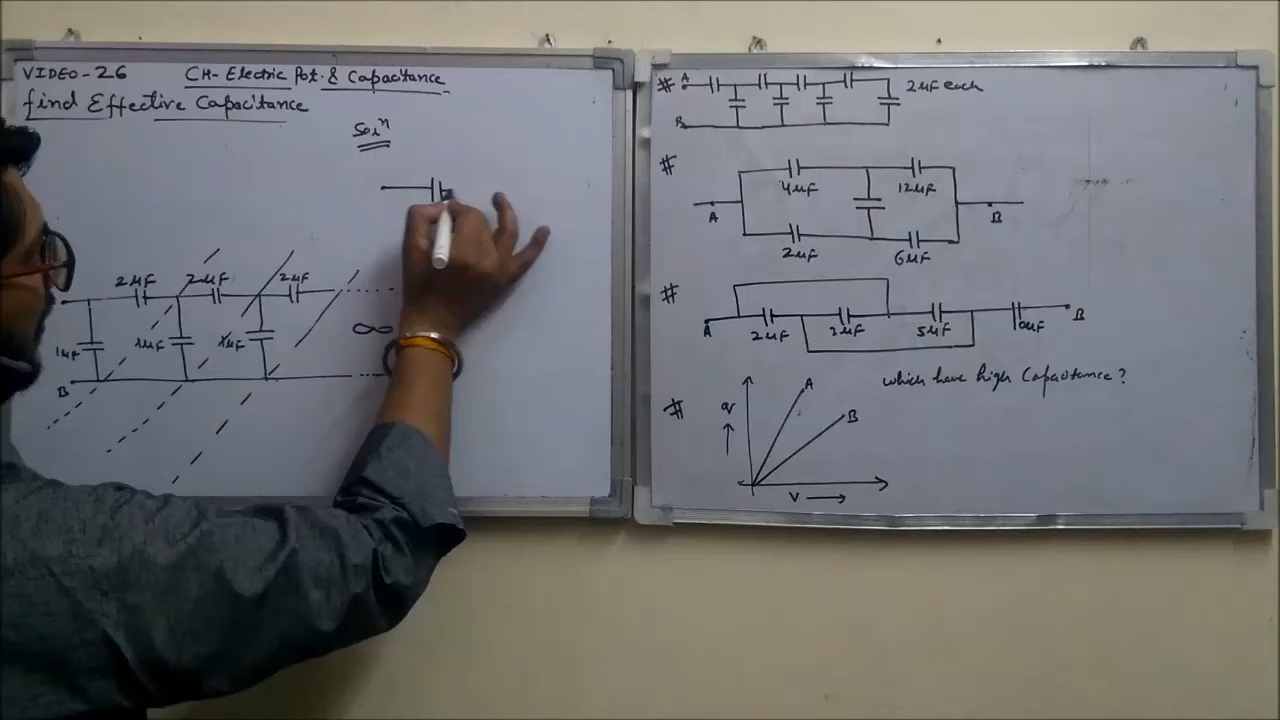 VIDEO-26 CH- Electric Pot. & Capacitance
find Effective Capacitance
Solⁿ
2μF 2μF 2μF
1μF 1μF 1μF
∞
B
# A 2μF each
B
#
4μF 12μF
A B
2μF 6μF
#
A 2μF 2μF 5μF B
which have high Capacitance?
# q A
B
V